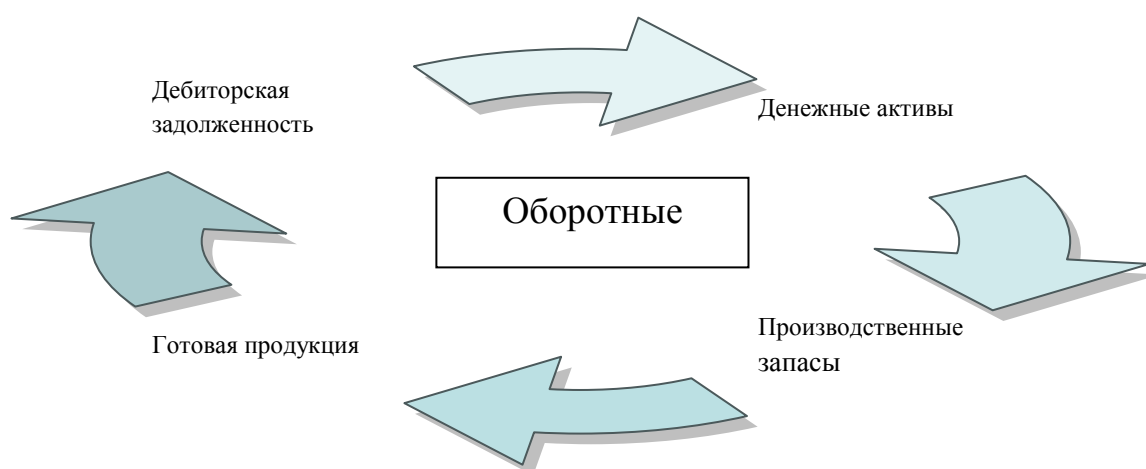 Дебиторская
задолженность
Денежные активы
Оборотные
Производственные
запасы
Готовая продукция